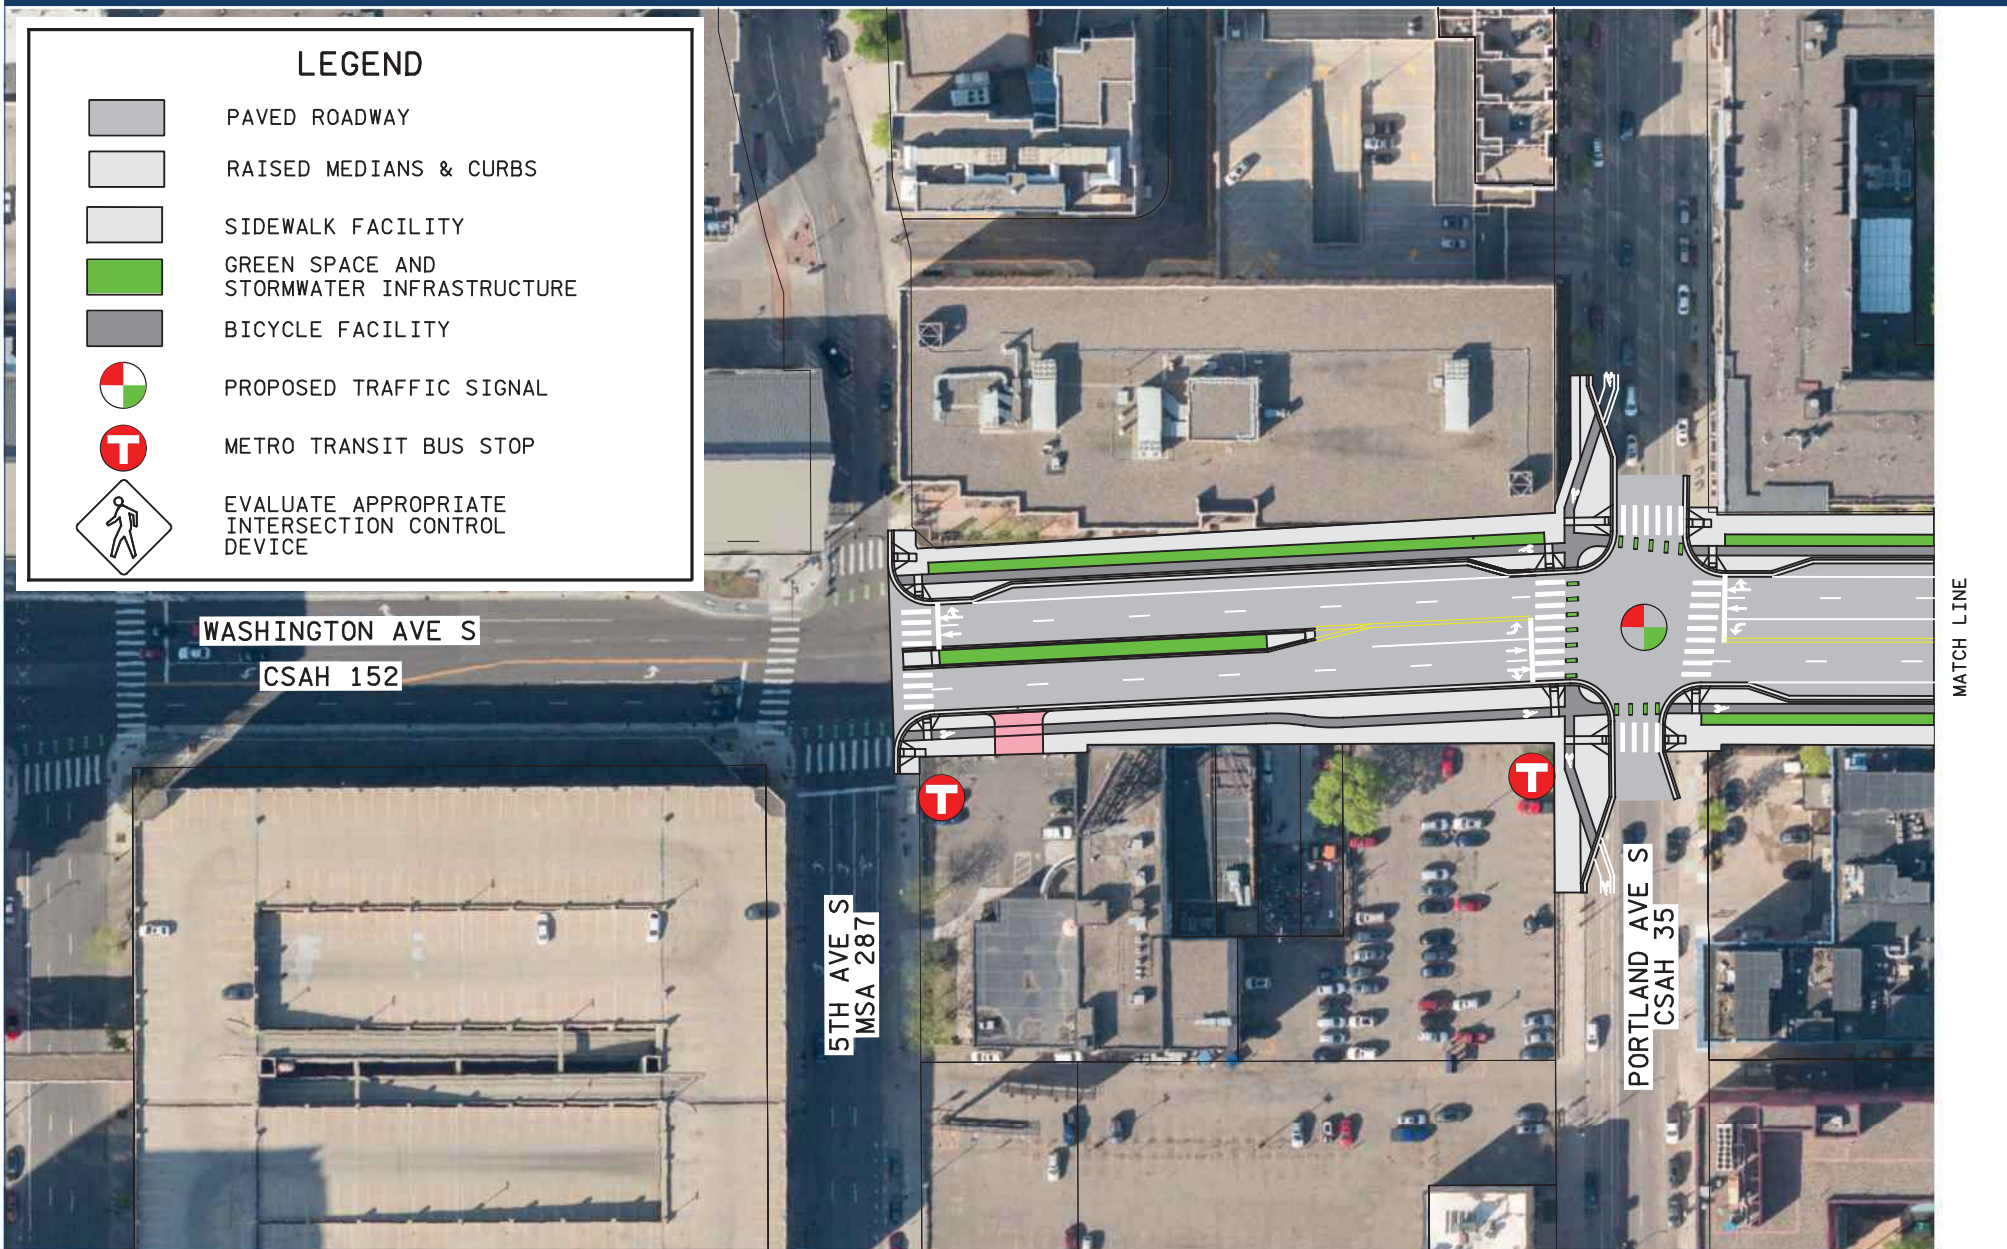 LEGEND
PAVED ROADWAY
RAISED MEDIANS & CURBS
SIDEWALK FACILITY
GREEN SPACE AND
STORMWATER INFRASTRUCTURE
BICYCLE FACILITY
PROPOSED TRAFFIC SIGNAL
T
METRO TRANSIT BUS STOP
EVALUATE APPROPRIATE
INTERSECTION CONTROL
DEVICE
WASHINGTON AVE S
CSAH 152
MATCH LINE
T
T
5TH AVE S
MSA 287
PORTLAND AVE S
CSAH 35